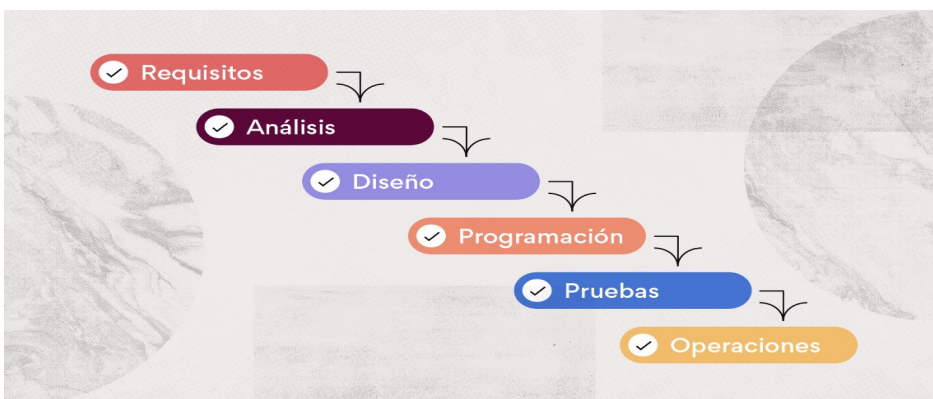 Requisitos
Análisis
Diseño
Programación
Pruebas
Operaciones